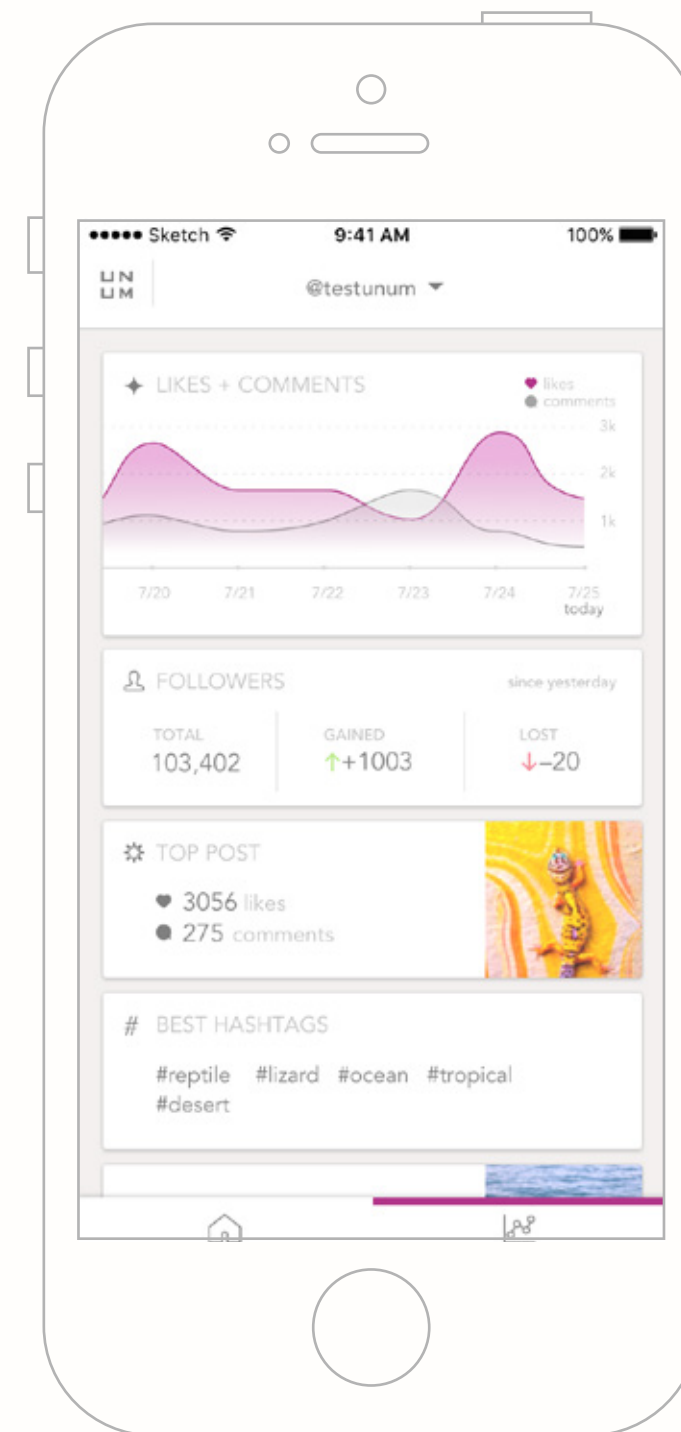 Sketch 9:41 AM 100%
UN
UM
@testunum
LIKES + COMMENTS
likes
comments
3k
2k
1k
7/20 7/21 7/22 7/23 7/24 7/25
today
FOLLOWERS since yesterday
TOTAL GAINED LOST
103,402 ↑+1003 ↓–20
TOP POST
3056 likes
275 comments
# BEST HASHTAGS
#reptile #lizard #ocean #tropical
#desert